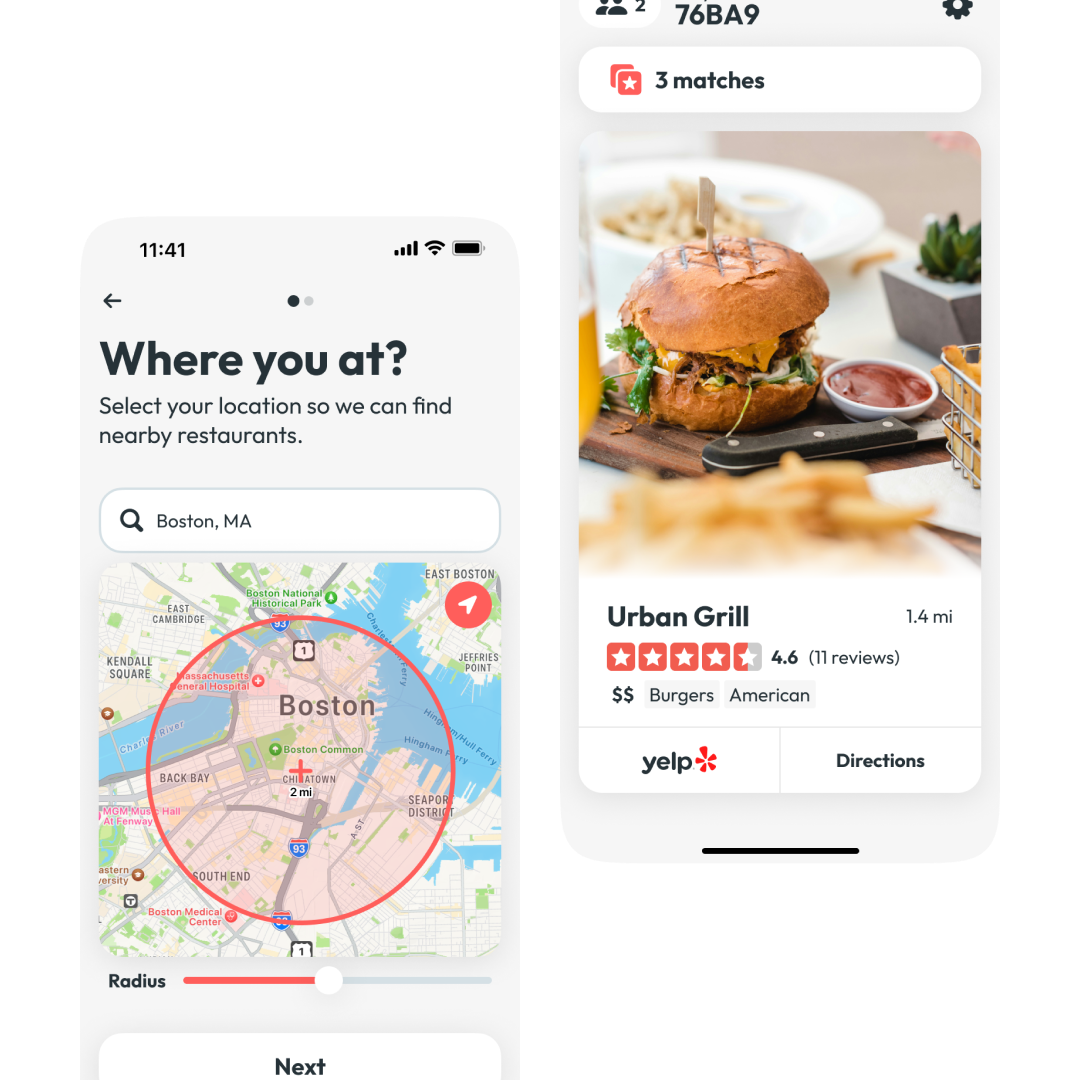 11:41
Where you at?
Select your location so we can find
nearby restaurants.
Boston, MA
EAST BOSTON
Boston National
Historical Park
EAST
CAMBRIDGE
93
1
KENDALL
SQUARE
JEFFRIES
POINT
Massachusetts
General Hospital
Boston
Charles River
Hingham/Hull Ferry
Hingham Ferry
Boston Common
BACK BAY
CHINATOWN
2 mi
SEAPORT
DISTRICT
MGM Music Hall
At Fenway
A ST
93
SOUTH END
Boston Medical
Center
1
Radius
Next
2
76BA9
3 matches
Urban Grill
1.4 mi
4.6 (11 reviews)
$$ Burgers American
yelp
Directions